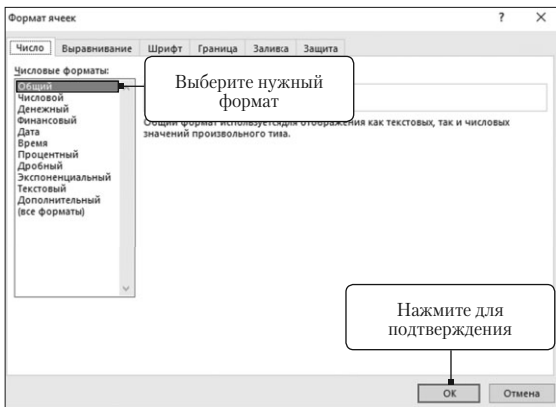 Формат ячеек
? ×
Число Выравнивание Шрифт Граница Заливка Защита
Числовые форматы:
Общий
Числовой
Денежный
Финансовый
Дата
Время
Процентный
Дробный
Экспоненциальный
Текстовый
Дополнительный
(все форматы)
Выберите нужный
формат
Общий формат используетсядля отображения как текстовых, так и числовых
значений произвольного типа.
Нажмите для
подтверждения
ОК Отмена